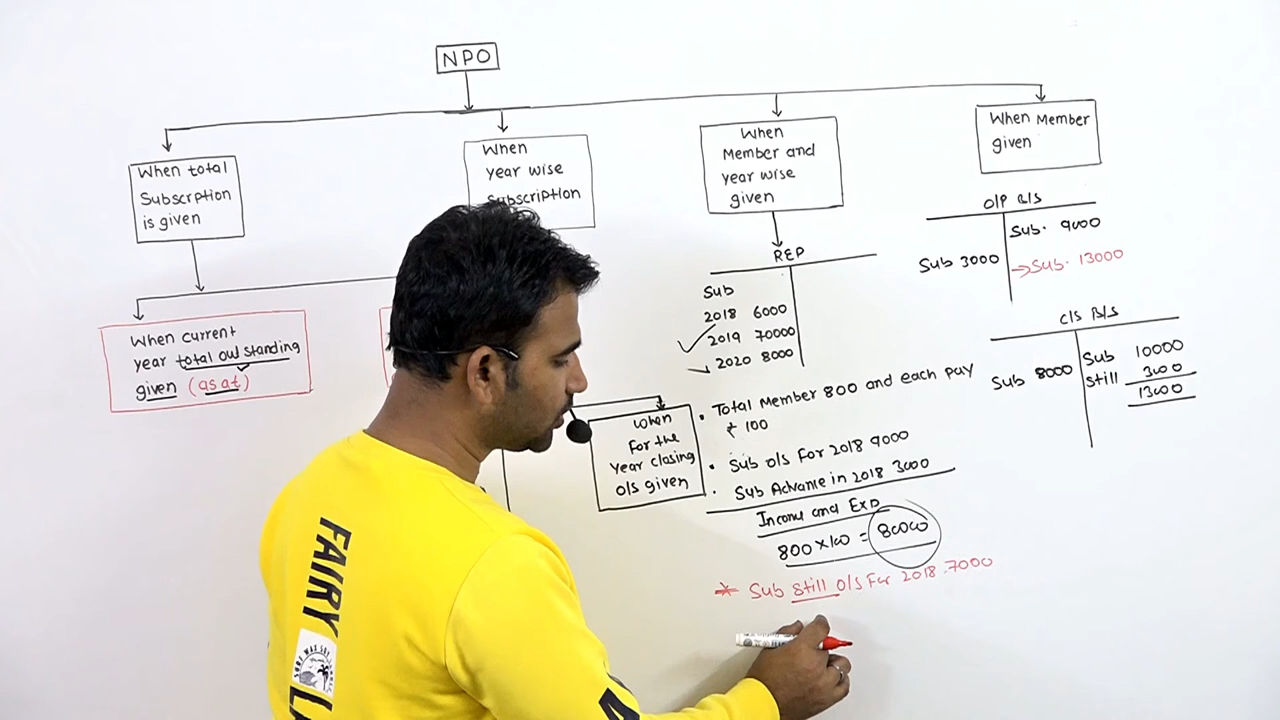 NPO
When total
Subscrption
is given
When
year wise
Subscription
When
Member and
year wise
given
When Member
given
When current
year total outstanding
given (as at)
When
For the
year closing
o/s given
REP
Sub
2018 6000
2019 70000
2020 8000
• Total Member 800 and each pay
₹ 100
• Sub o/s For 2018 9000
• Sub Advance in 2018 3000
Income and Exp
800 × 100 = 80000
* Sub still o/s For 2018 7000
O/P B/S
Sub 3000
Sub. 9000
→ Sub. 13000
C/S B/S
Sub 8000
Sub 10000
Still 3000
13000
FAIRY